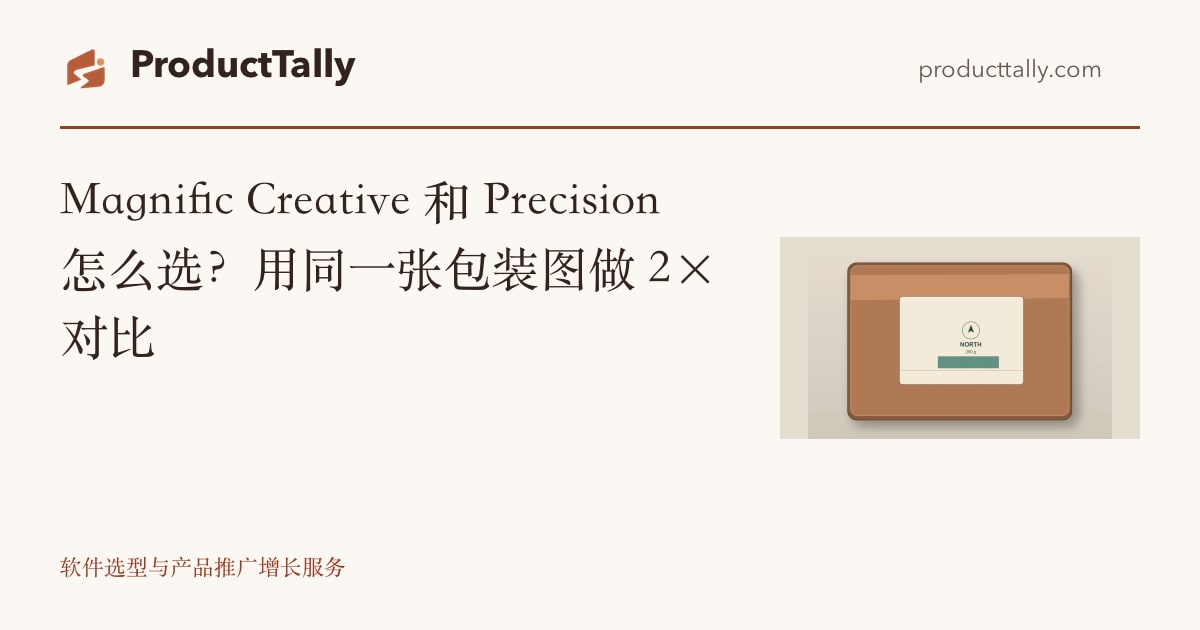 ProductTally
producttally.com
Magnific Creative 和 Precision
怎么选？用同一张包装图做 2×
对比
NORTH
250 g
软件选型与产品推广增长服务